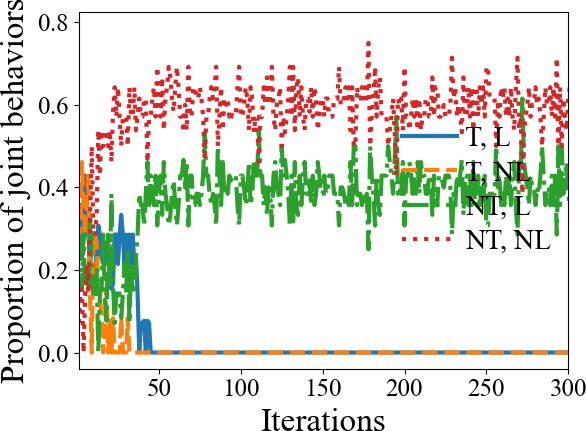 Proportion of joint behaviors
0.8
0.6
0.4
0.2
0.0
T, L
T, NL
NT, L
NT, NL
50 100 150 200 250 300
Iterations